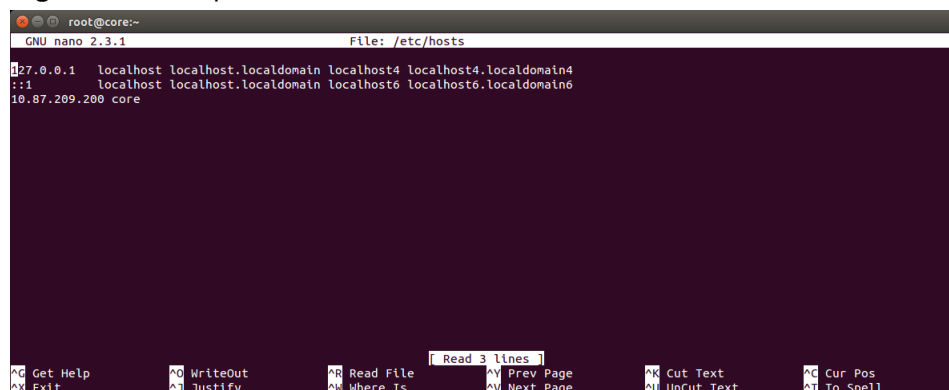 root@core:~
GNU nano 2.3.1 File: /etc/hosts
127.0.0.1 localhost localhost.localdomain localhost4 localhost4.localdomain4
::1 localhost localhost.localdomain localhost6 localhost6.localdomain6
10.87.209.200 core
[ Read 3 lines ]
^G Get Help ^O WriteOut ^R Read File ^Y Prev Page ^K Cut Text ^C Cur Pos
^X Exit ^J Justify ^W Where Is ^V Next Page ^U UnCut Text ^T To Spell